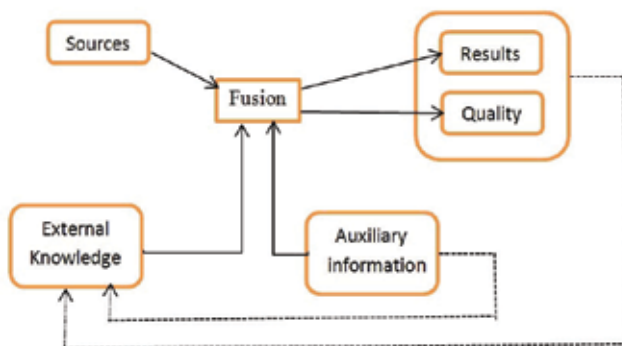 Sources
Results
Fusion
Quality
External
Knowledge
Auxiliary
information